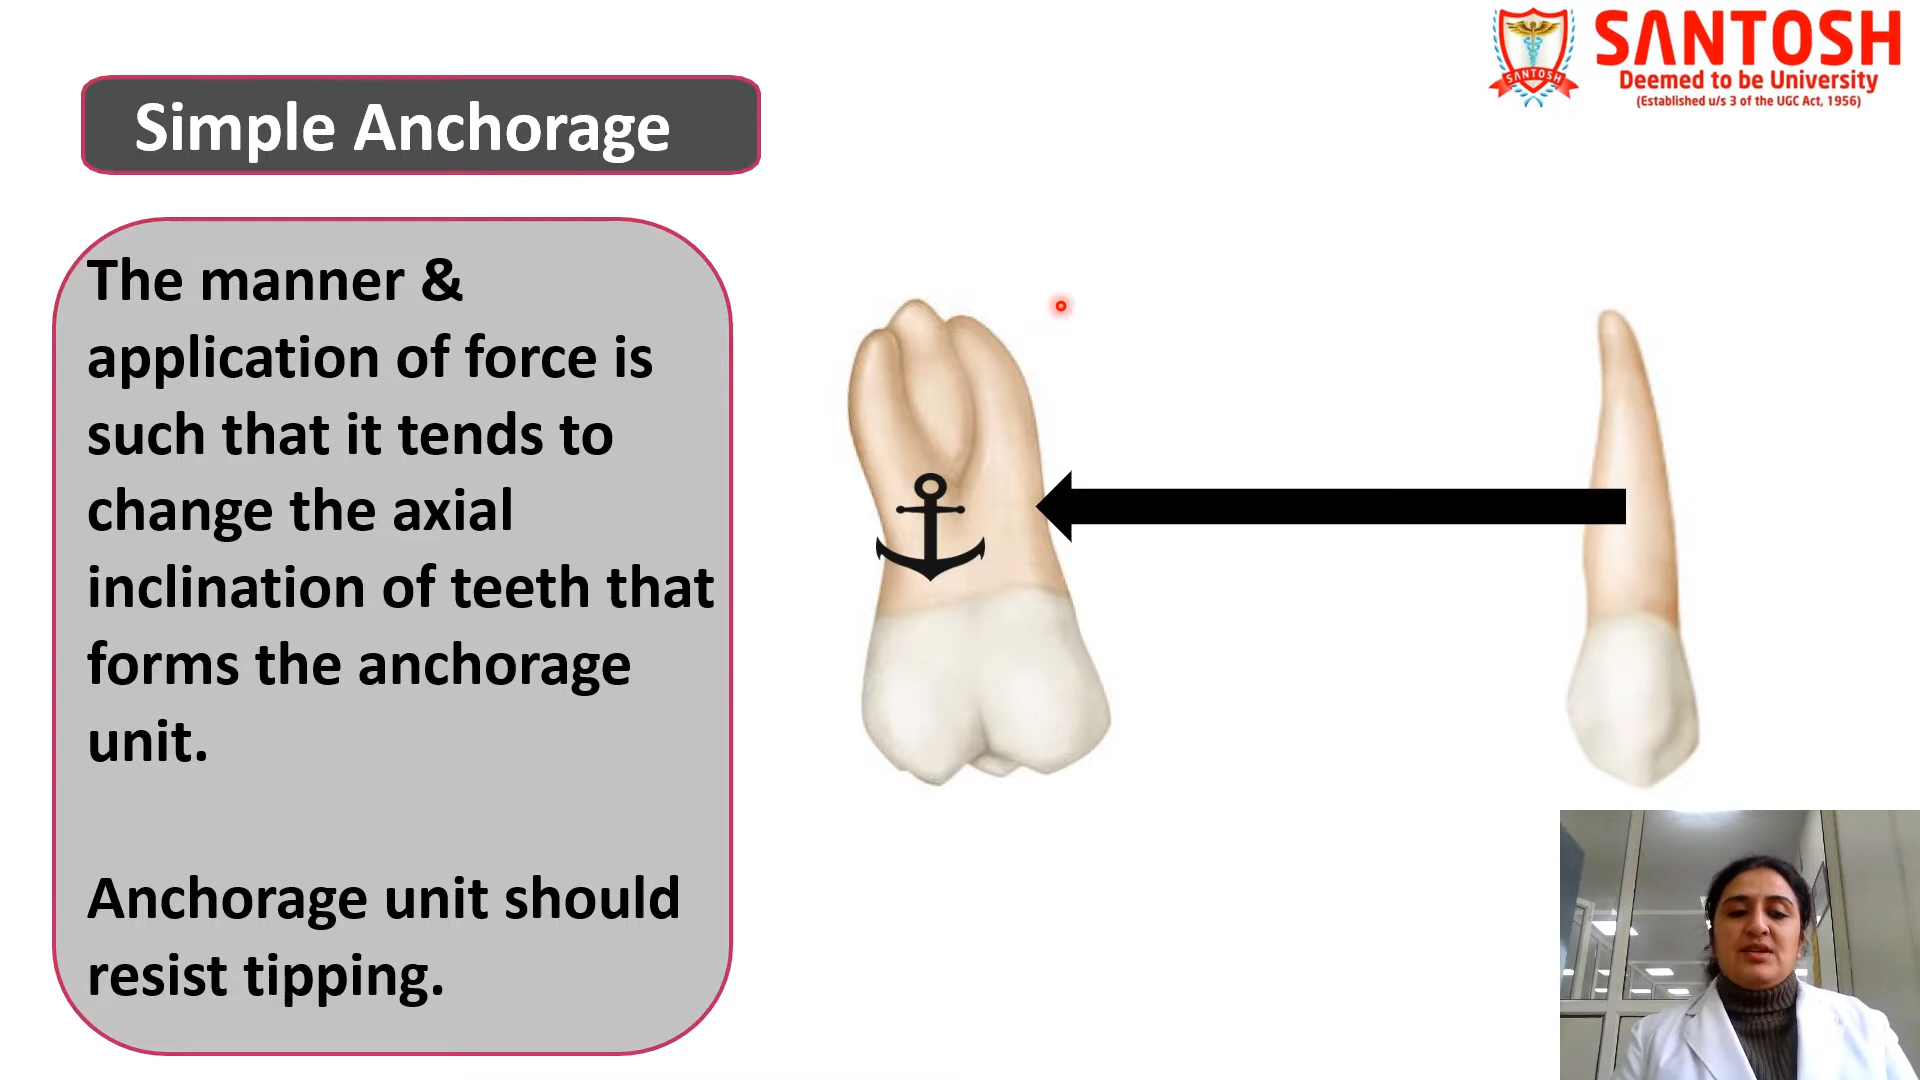 SANTOSH
Deemed to be University
(Established u/s 3 of the UGC Act, 1956)
SANTOSH
Simple Anchorage
The manner &
application of force is
such that it tends to
change the axial
inclination of teeth that
forms the anchorage
unit.
Anchorage unit should
resist tipping.